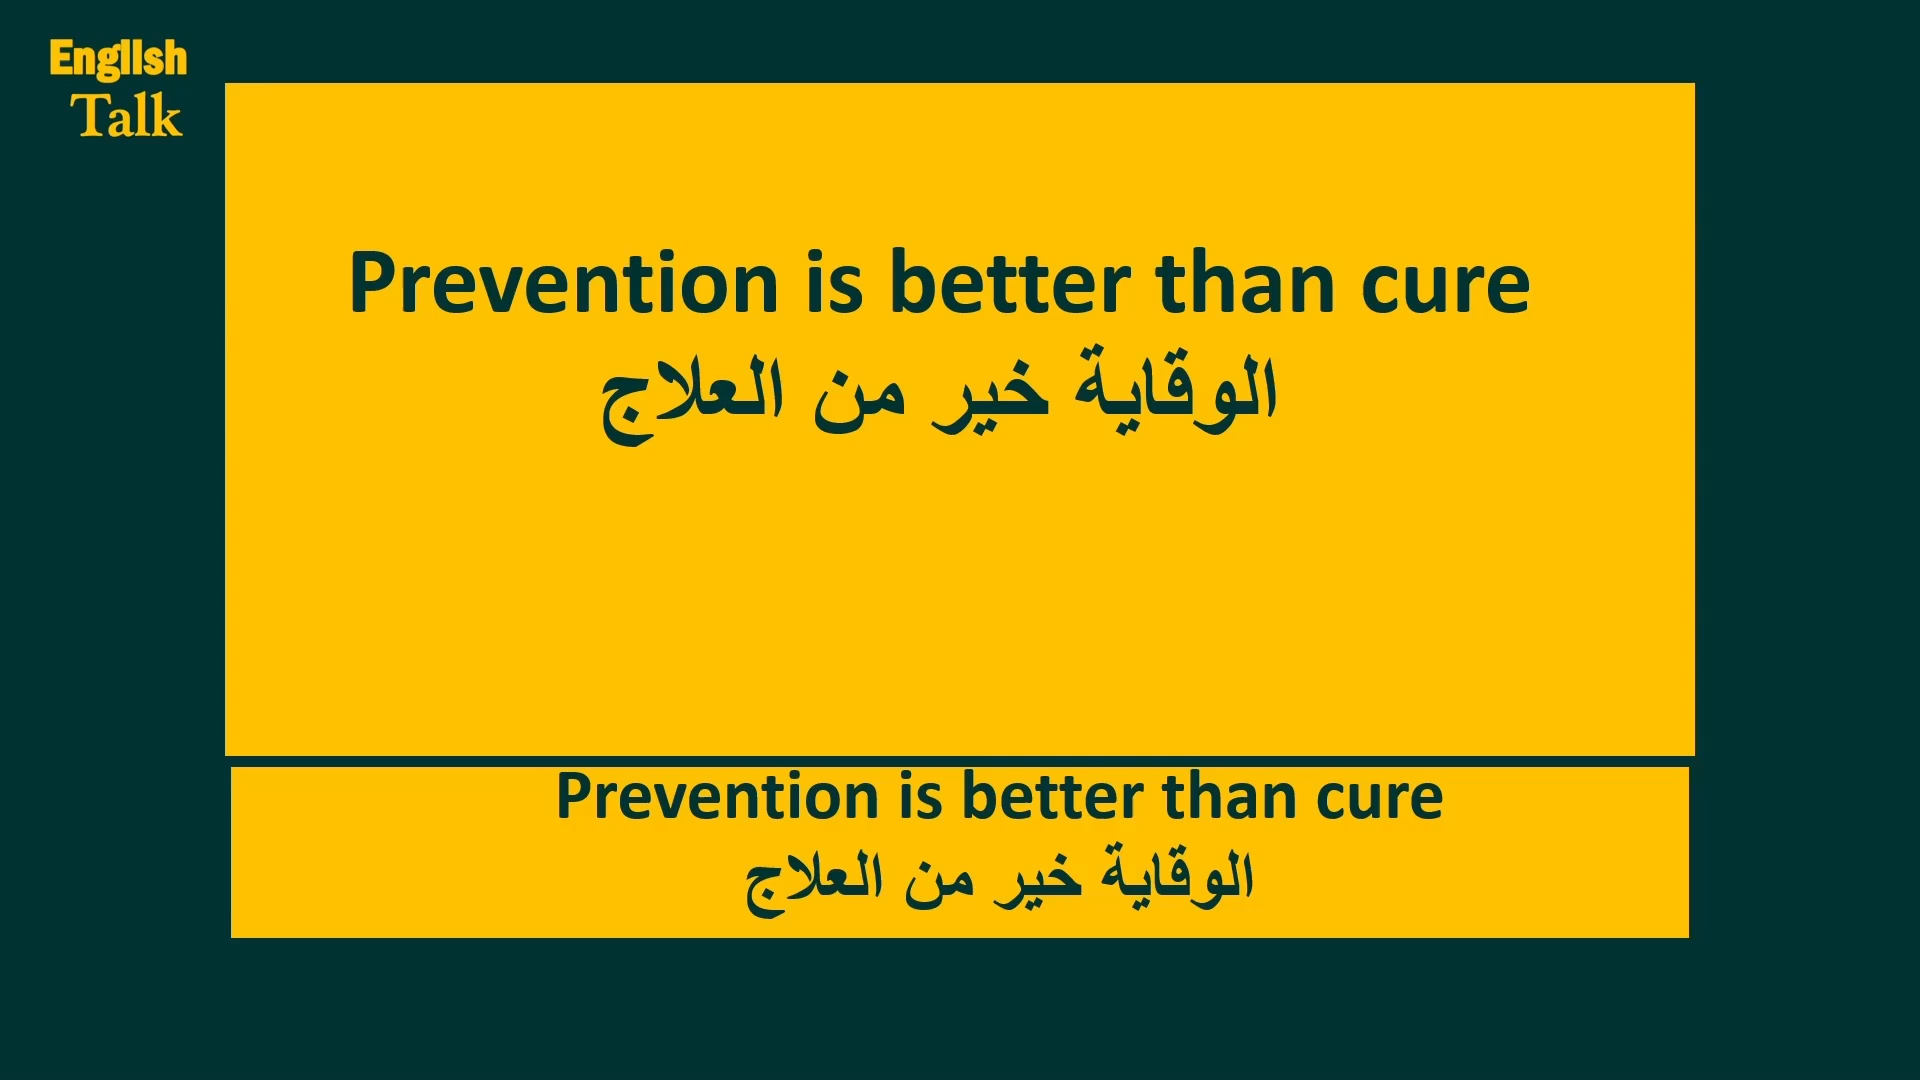 English
Talk
Prevention is better than cure
الوقاية خير من العلاج
Prevention is better than cure
الوقاية خير من العلاج